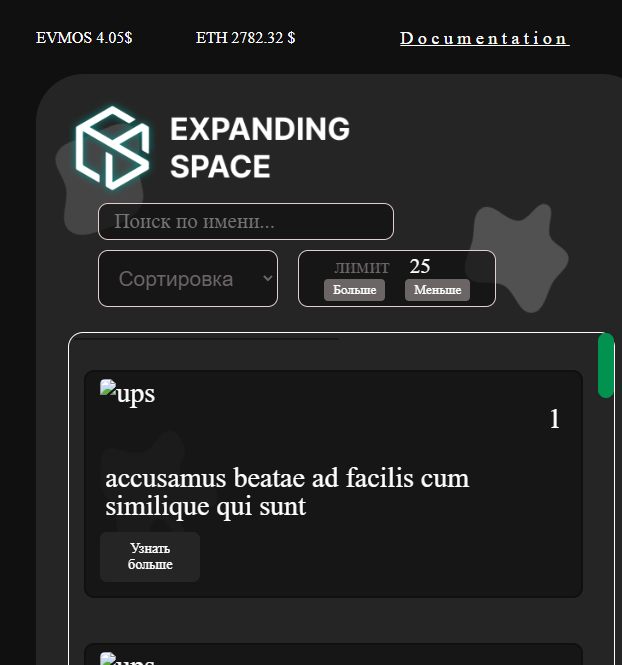 EVMOS 4.05$ ETH 2782.32 $ Documentation
EXPANDING
SPACE
Поиск по имени...
Сортировка
лимит 25
Больше Меньше
ups
1
accusamus beatae ad facilis cum
similique qui sunt
Узнать
больше
ups